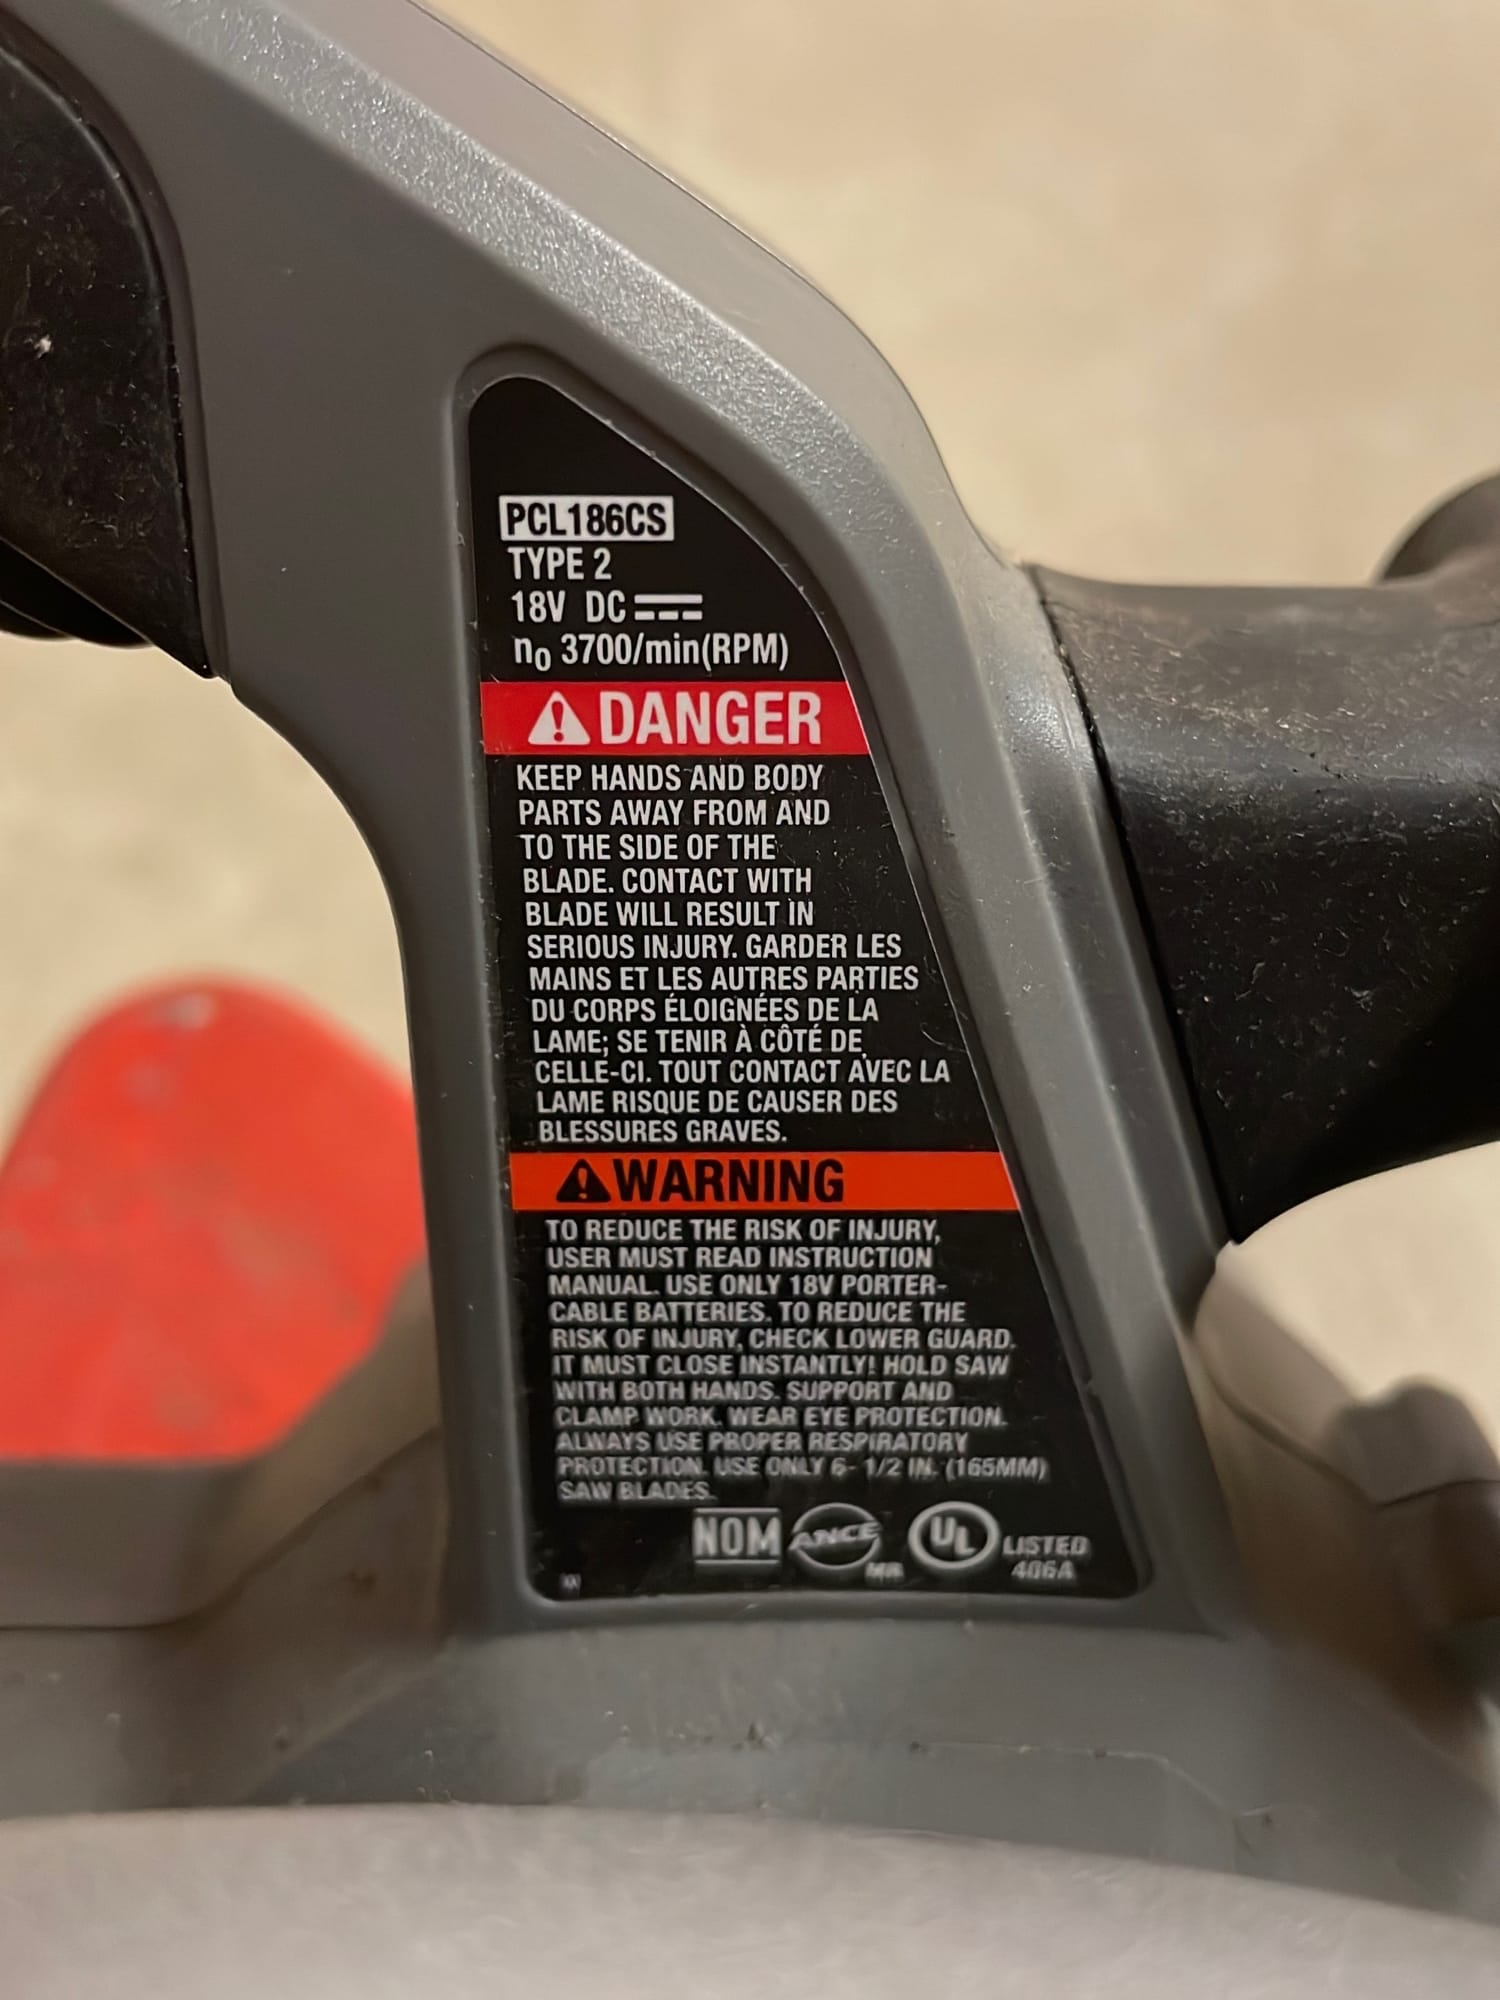 PCL186CS
TYPE 2
18V DC
n₀ 3700/min(RPM)
DANGER
KEEP HANDS AND BODY
PARTS AWAY FROM AND
TO THE SIDE OF THE
BLADE. CONTACT WITH
BLADE WILL RESULT IN
SERIOUS INJURY. GARDER LES
MAINS ET LES AUTRES PARTIES
DU CORPS ÉLOIGNÉES DE LA
LAME; SE TENIR À CÔTÉ DE
CELLE-CI. TOUT CONTACT AVEC LA
LAME RISQUE DE CAUSER DES
BLESSURES GRAVES.
WARNING
TO REDUCE THE RISK OF INJURY,
USER MUST READ INSTRUCTION
MANUAL. USE ONLY 18V PORTER-
CABLE BATTERIES. TO REDUCE THE
RISK OF INJURY, CHECK LOWER GUARD.
IT MUST CLOSE INSTANTLY! HOLD SAW
WITH BOTH HANDS. SUPPORT AND
CLAMP WORK. WEAR EYE PROTECTION.
ALWAYS USE PROPER RESPIRATORY
PROTECTION. USE ONLY 6- 1/2 IN. (165MM)
SAW BLADES.
NOM ANCE UL LISTED
406A